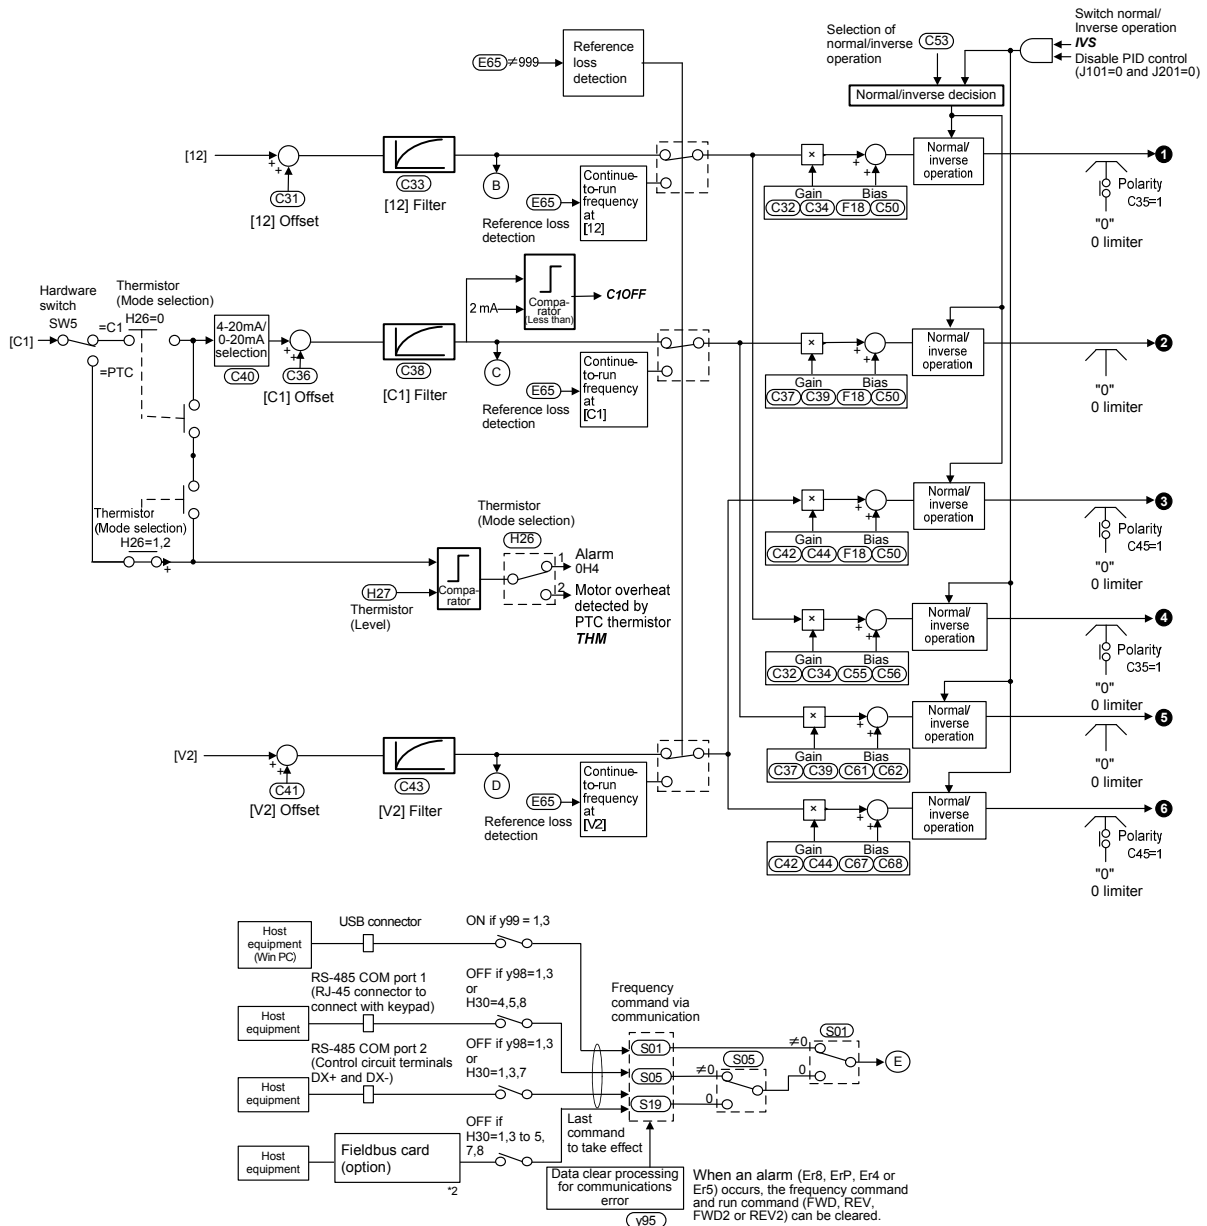 Switch normal/
Inverse operation
IVS
Disable PID control
(J101=0 and J201=0)
Selection of
normal/inverse
operation
C53
Normal/inverse decision
E65 ≠999
Reference
loss
detection
[12]
+
+
C31
[12] Offset
C33
[12] Filter
B
E65
Reference loss
detection
Continue-
to-run
frequency
at
[12]
×
+
+
Gain
Bias
C32 C34 F18 C50
Normal/
inverse
operation
1
Polarity
C35=1
"0"
0 limiter
Hardware
switch
SW5
[C1]
=C1
=PTC
Thermistor
(Mode selection)
H26=0
4-20mA/
0-20mA
selection
C40
+
+
C36
[C1] Offset
C38
[C1] Filter
2 mA
Compa-
rator
(Less than)
C1OFF
C
E65
Reference loss
detection
Continue-
to-run
frequency
at
[C1]
×
+
+
Gain
Bias
C37 C39 F18 C50
Normal/
inverse
operation
2
"0"
0 limiter
Thermistor
(Mode selection)
H26=1,2
+
H27
Thermistor
(Level)
Compa-
rator
Thermistor
(Mode selection)
H26
1
Alarm
0H4
2
Motor overheat
detected by
PTC thermistor
THM
×
+
+
Gain
Bias
C42 C44 F18 C50
Normal/
inverse
operation
3
Polarity
C45=1
"0"
0 limiter
×
+
+
Gain
Bias
C32 C34 C55 C56
Normal/
inverse
operation
4
Polarity
C35=1
"0"
0 limiter
×
+
+
Gain
Bias
C37 C39 C61 C62
Normal/
inverse
operation
5
"0"
0 limiter
[V2]
+
+
C41
[V2] Offset
C43
[V2] Filter
D
E65
Reference loss
detection
Continue-
to-run
frequency
at
[V2]
×
+
+
Gain
Bias
C42 C44 C67 C68
Normal/
inverse
operation
6
Polarity
C45=1
"0"
0 limiter
Host
equipment
(Win PC)
USB connector
ON if y99 = 1,3
Host
equipment
RS-485 COM port 1
(RJ-45 connector to
connect with keypad)
OFF if y98=1,3
or
H30=4,5,8
Host
equipment
RS-485 COM port 2
(Control circuit terminals
DX+ and DX-)
OFF if y98=1,3
or
H30=1,3,7
Host
equipment
Fieldbus card
(option)
*2
OFF if
H30=1,3 to 5,
7,8
Last
command
to take effect
Frequency
command via
communication
S01
S05
S19
≠0
0
S05
≠0
0
S01
E
Data clear processing
for communications
error
y95
When an alarm (Er8, ErP, Er4 or
Er5) occurs, the frequency command
and run command (FWD, REV,
FWD2 or REV2) can be cleared.